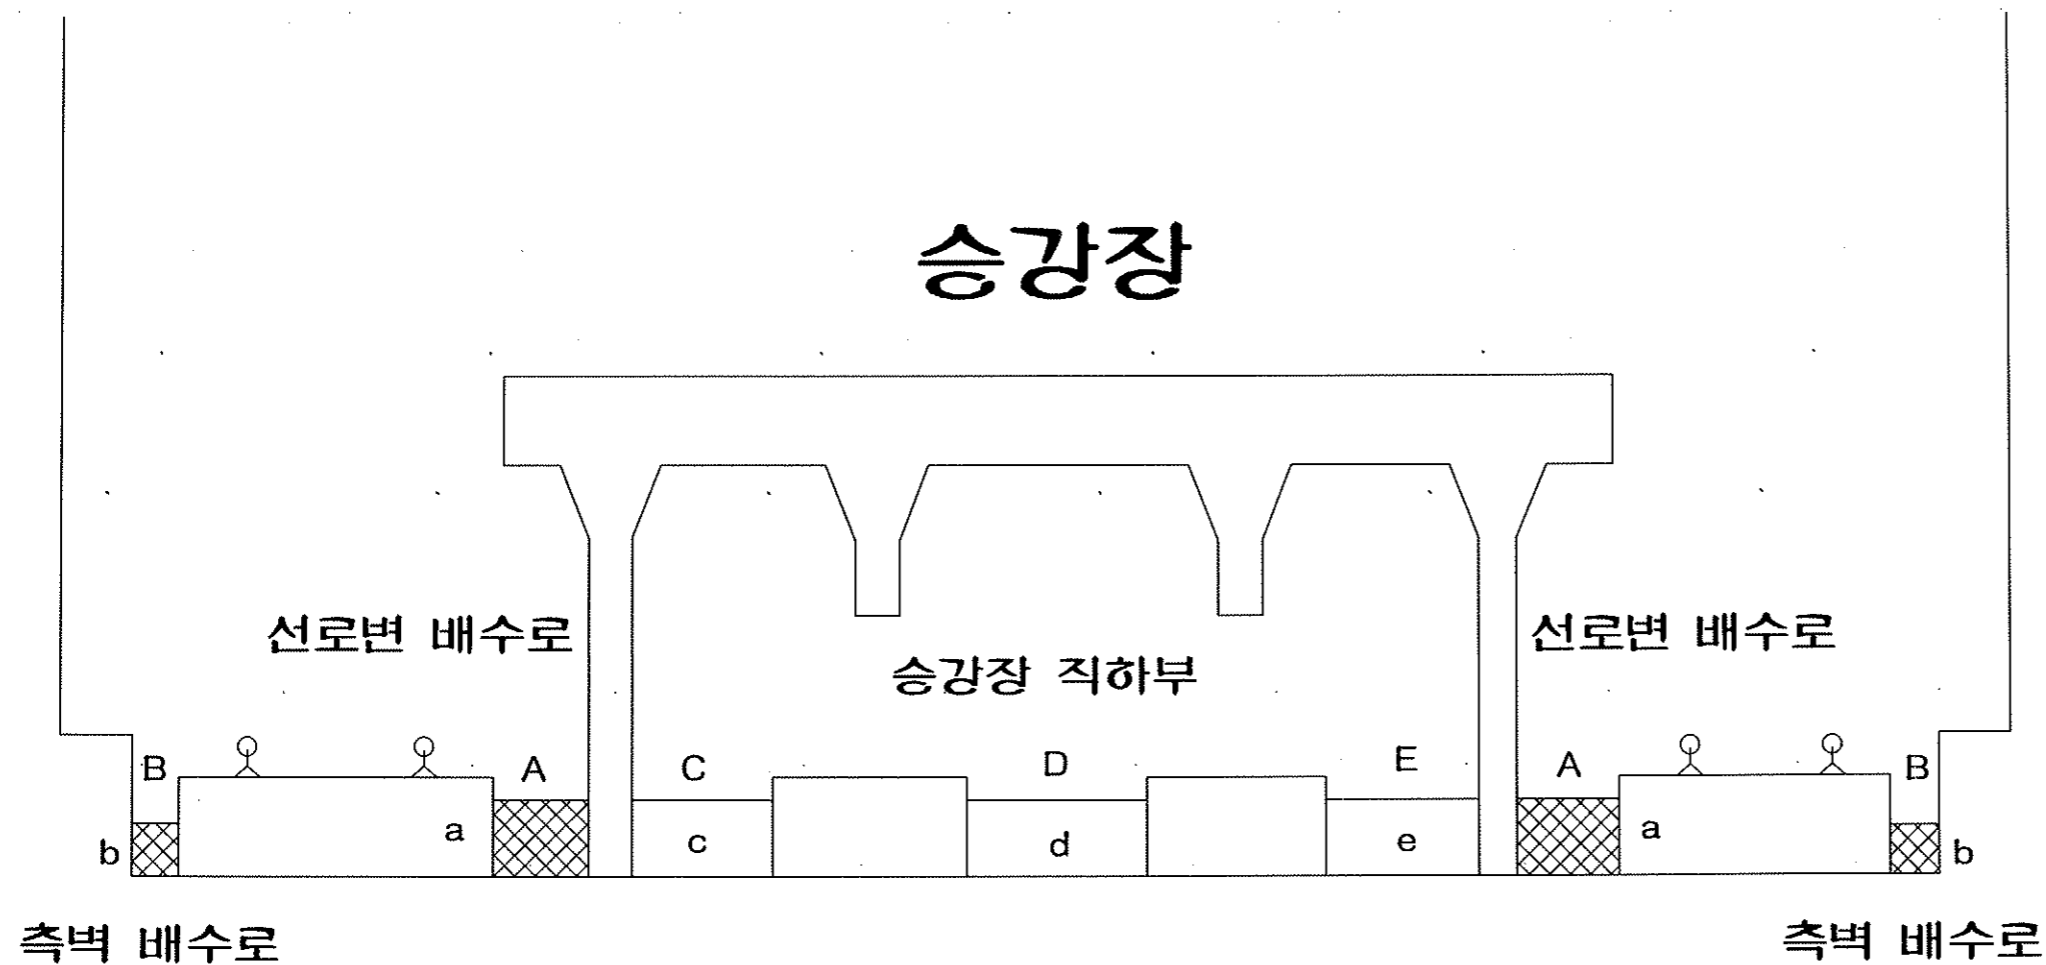 승강장
선로변 배수로
선로변 배수로
승강장 직하부
B A C D E A B
b a c d e a b
측벽 배수로
측벽 배수로